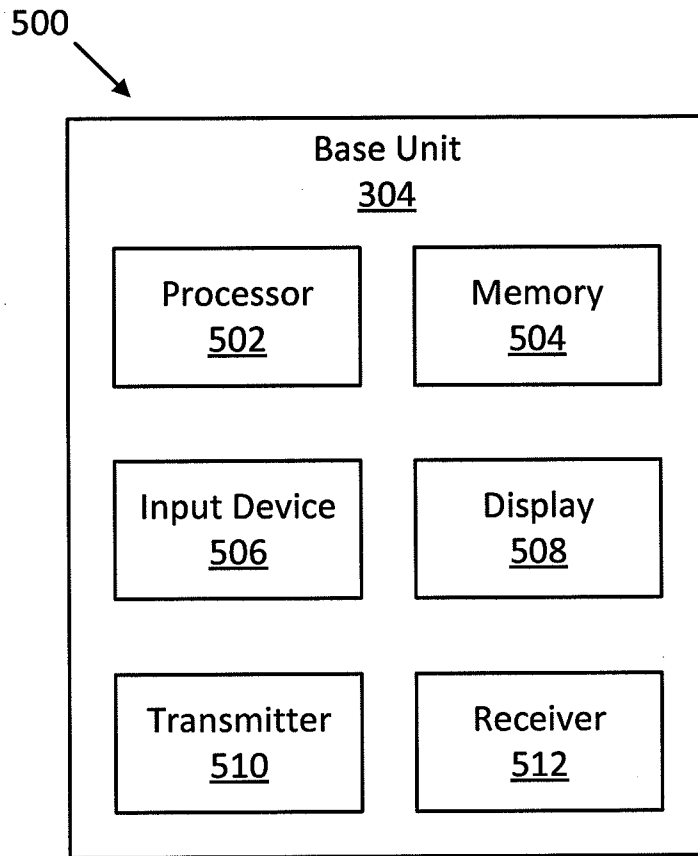 500
Base Unit
304
Processor
502
Memory
504
Input Device
506
Display
508
Transmitter
510
Receiver
512